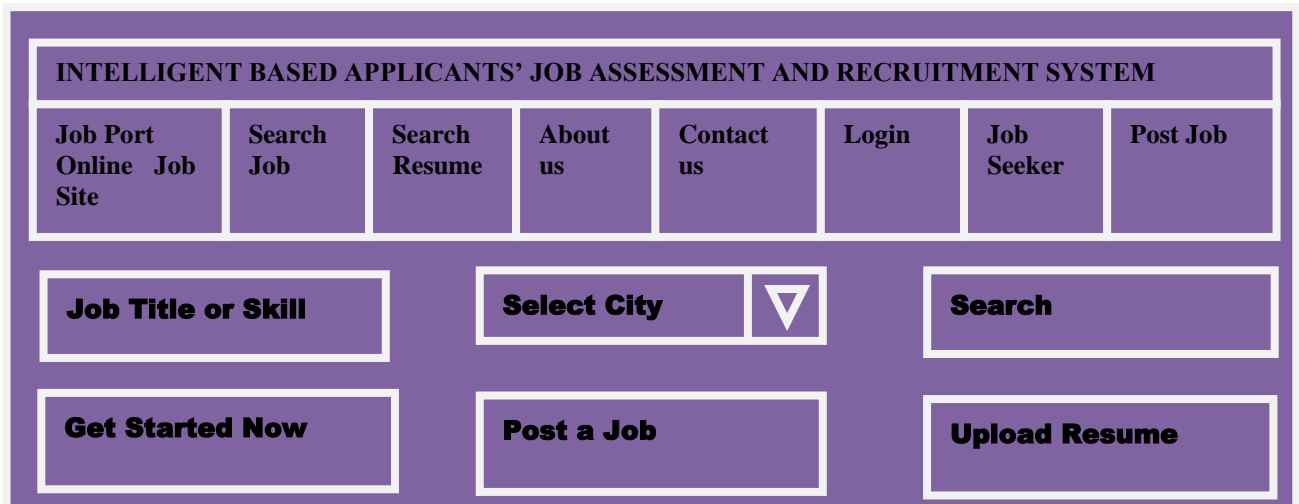 INTELLIGENT BASED APPLICANTS’ JOB ASSESSMENT AND RECRUITMENT SYSTEM
Job Port
Online Job
Site
Search
Job
Search
Resume
About
us
Contact
us
Login
Job
Seeker
Post Job
Job Title or Skill
Select City
Search
Get Started Now
Post a Job
Upload Resume